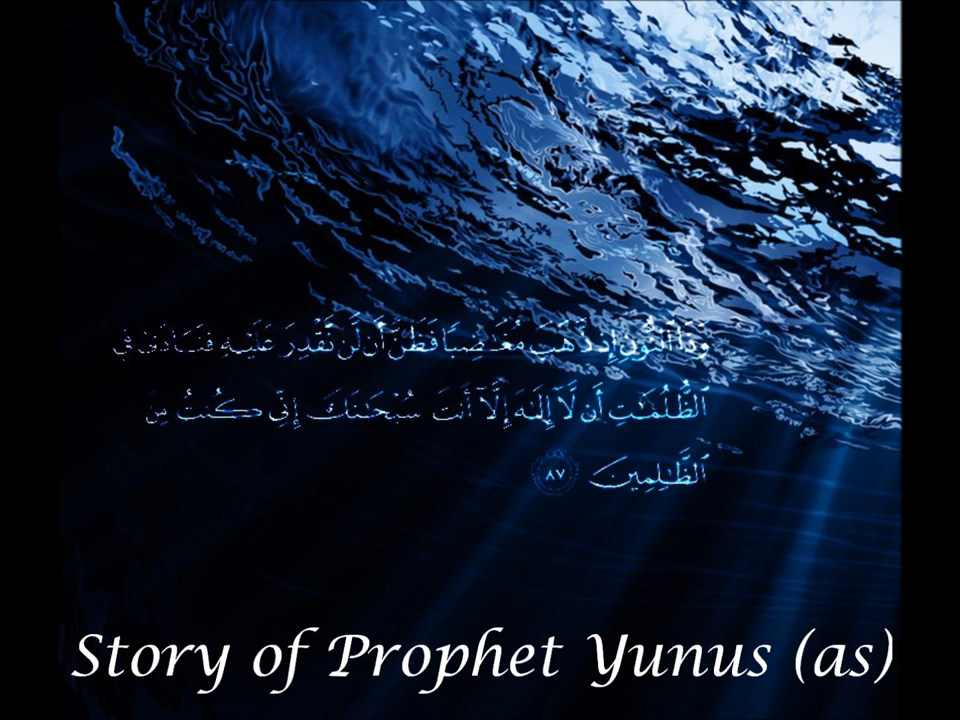 وَذَا ٱلنُّونِ إِذ ذَّهَبَ مُغَـٰضِبًا فَظَنَّ أَن لَّن نَّقْدِرَ عَلَيْهِ فَنَادَىٰ فِى
ٱلظُّلُمَـٰتِ أَن لَّآ إِلَـٰهَ إِلَّآ أَنتَ سُبْحَـٰنَكَ إِنِّى كُنتُ مِنَ
ٱلظَّـٰلِمِينَ ٨٧
Story of Prophet Yunus (as)